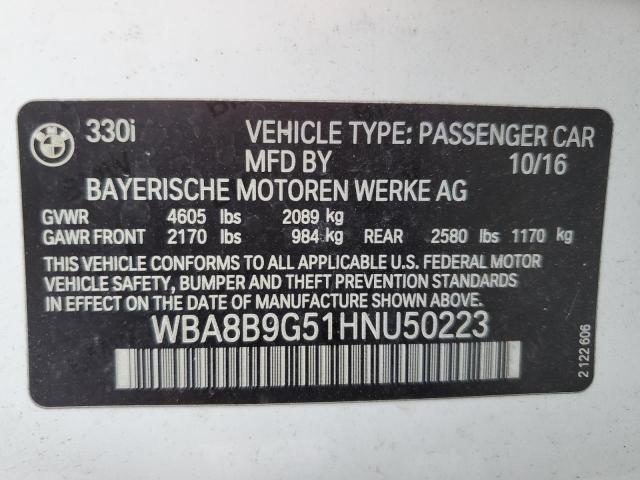 BMW 330i VEHICLE TYPE: PASSENGER CAR
MFD BY 10/16
BAYERISCHE MOTOREN WERKE AG
GVWR 4605 lbs 2089 kg
GAWR FRONT 2170 lbs 984 kg REAR 2580 lbs 1170 kg
THIS VEHICLE CONFORMS TO ALL APPLICABLE U.S. FEDERAL MOTOR
VEHICLE SAFETY, BUMPER AND THEFT PREVENTION STANDARDS
IN EFFECT ON THE DATE OF MANUFACTURE SHOWN ABOVE.
WBA8B9G51HNU50223
2 122 606